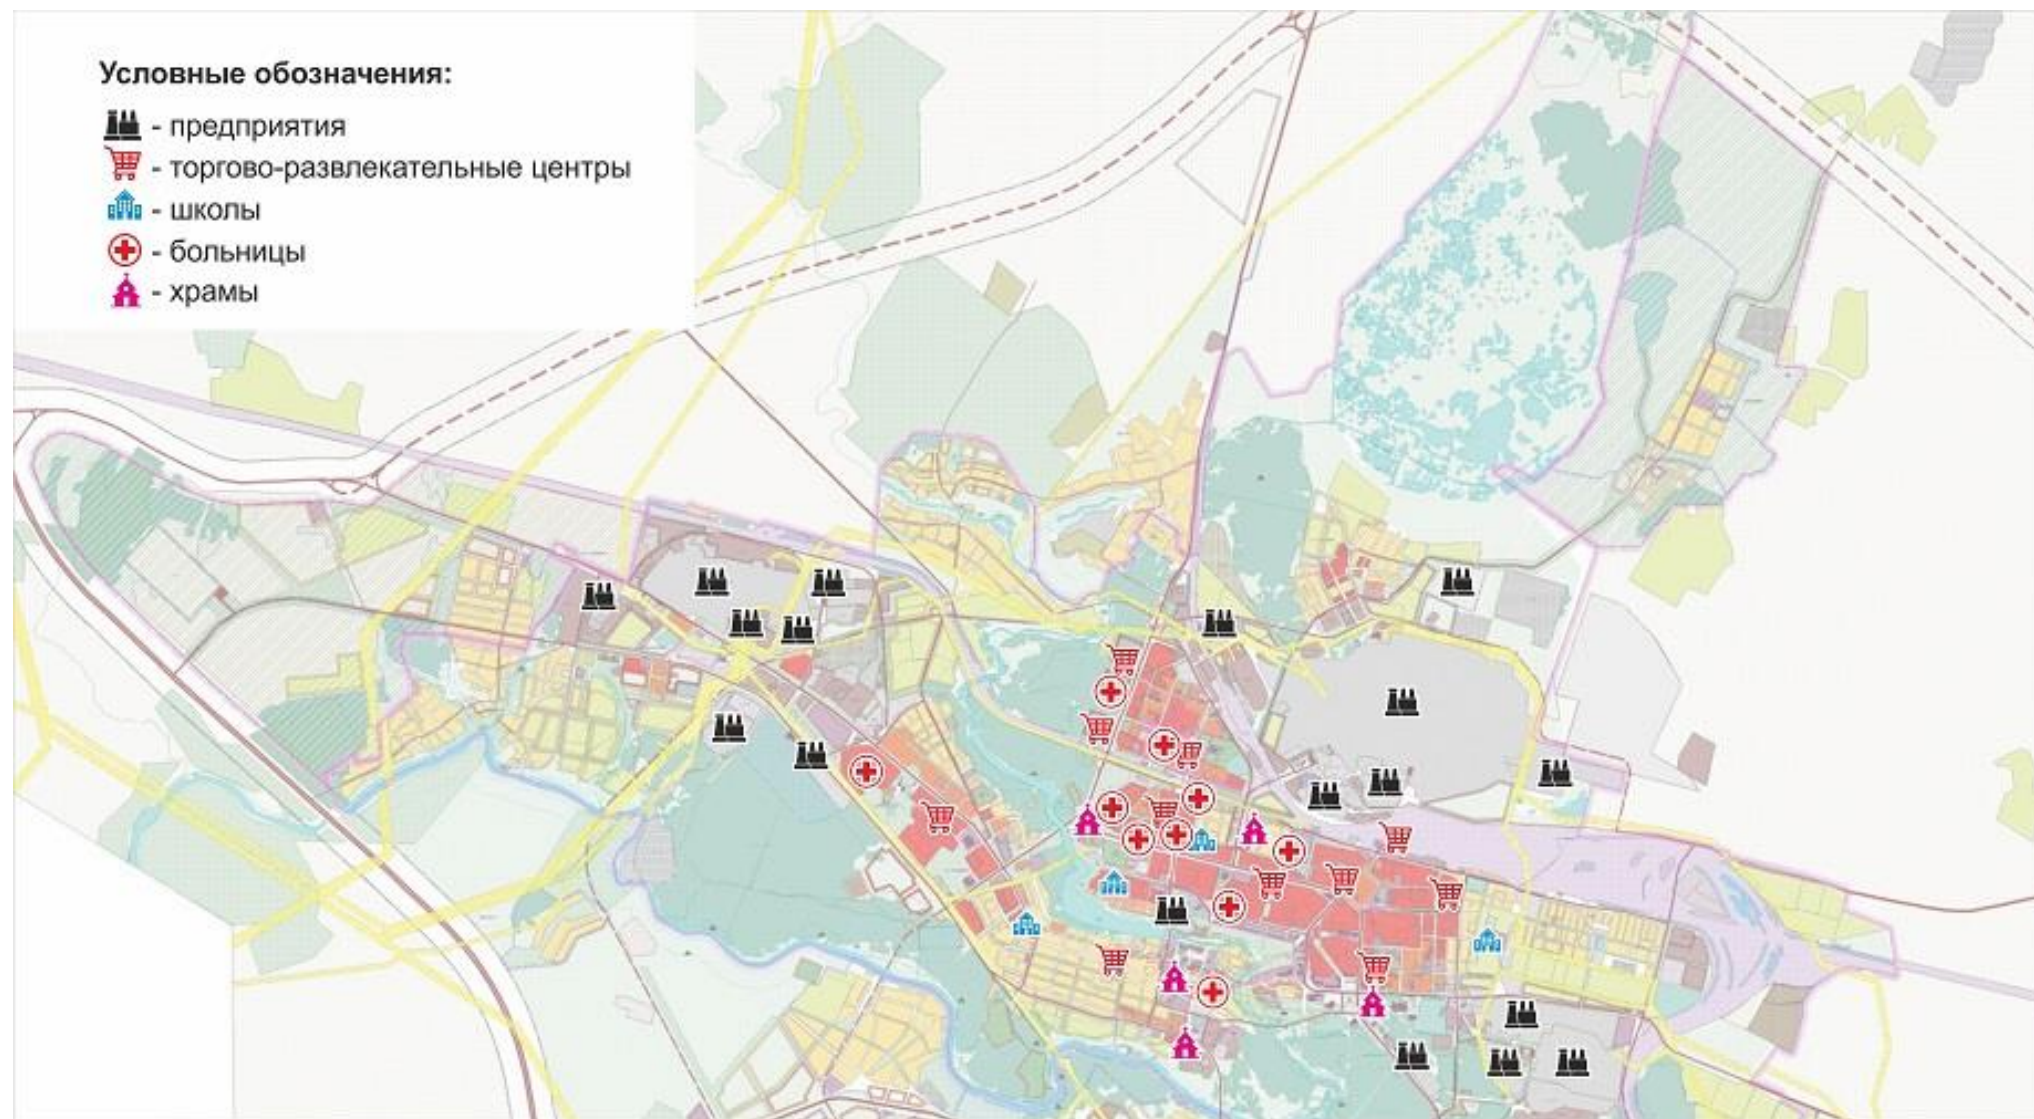 Условные обозначения:
- предприятия
- торгово-развлекательные центры
- школы
- больницы
- храмы